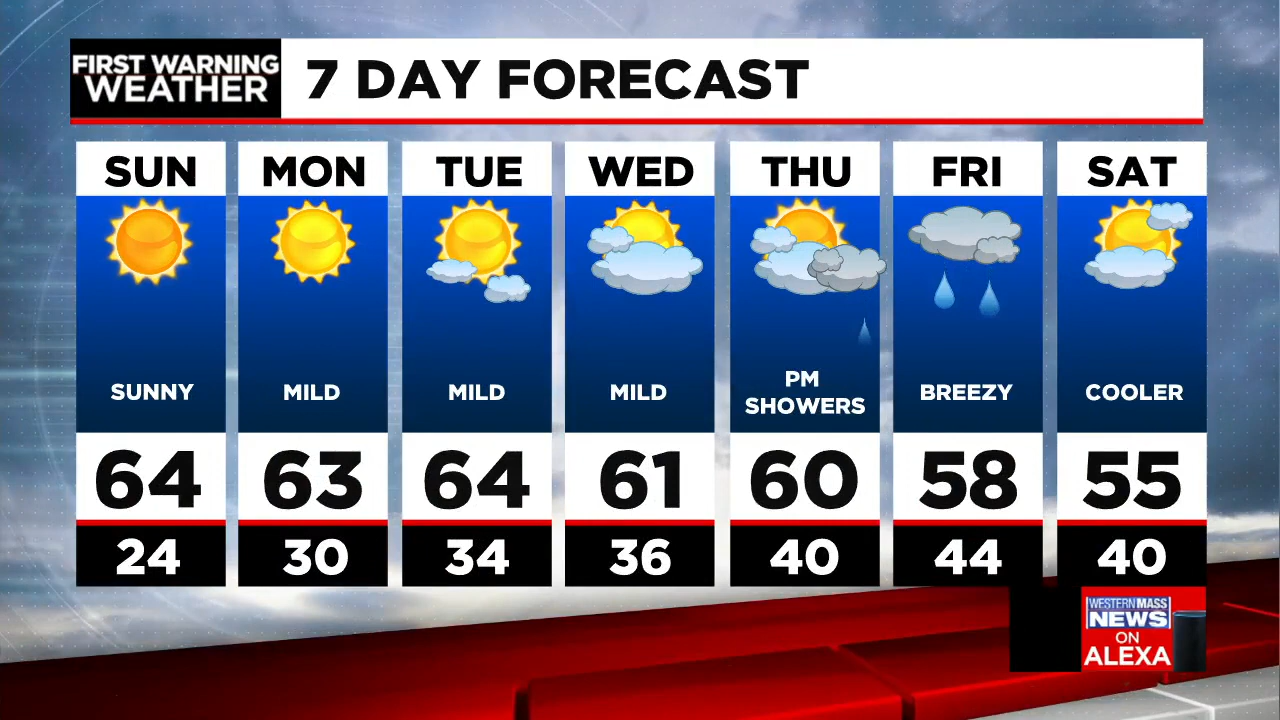 FIRST WARNING
WEATHER
7 DAY FORECAST
SUN MON TUE WED THU FRI SAT
SUNNY MILD MILD MILD PM SHOWERS BREEZY COOLER
64 63 64 61 60 58 55
24 30 34 36 40 44 40
WESTERN MASS
NEWS
ON
ALEXA